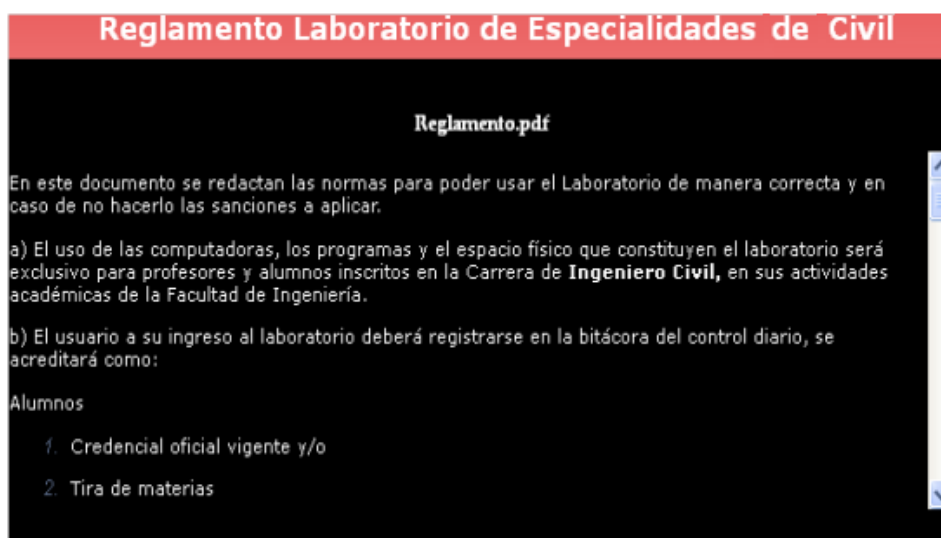 Reglamento Laboratorio de Especialidades de Civil
Reglamento.pdf
En este documento se redactan las normas para poder usar el Laboratorio de manera correcta y en
caso de no hacerlo las sanciones a aplicar.
a) El uso de las computadoras, los programas y el espacio físico que constituyen el laboratorio será
exclusivo para profesores y alumnos inscritos en la Carrera de Ingeniero Civil, en sus actividades
académicas de la Facultad de Ingeniería.
b) El usuario a su ingreso al laboratorio deberá registrarse en la bitácora del control diario, se
acreditará como:
Alumnos
1. Credencial oficial vigente y/o
2. Tira de materias